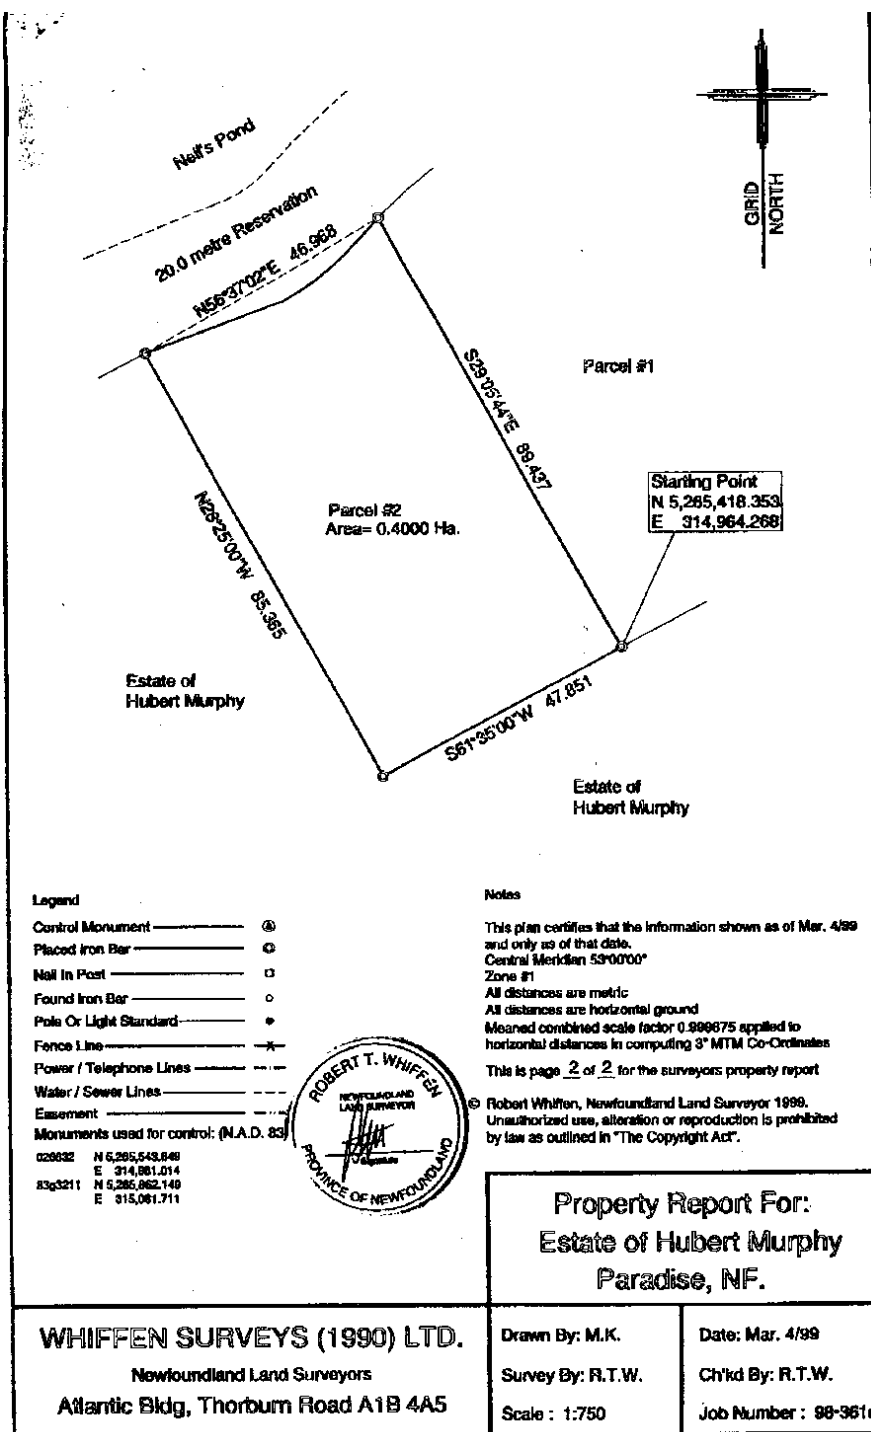 Neil's Pond
20.0 metre Reservation
N56°37'02"E 46.968
GRID
NORTH
S29°05'44"E 89.437
Parcel #1
Starting Point
N 5,265,418.353
E 314,964.268
Parcel #2
Area= 0.4000 Ha.
N28°25'00"W 85.365
Estate of
Hubert Murphy
S61°35'00"W 47.851
Estate of
Hubert Murphy
Legend
Control Monument
Placed Iron Bar
Nail In Post
Found Iron Bar
Pole Or Light Standard
Fence Line
Power / Telephone Lines
Water / Sewer Lines
Easement
Monuments used for control: (N.A.D. 83)
N 5,265,543.849
E 314,981.014
83g3211 N 5,265,862.149
E 315,061.711
ROBERT T. WHIFFEN
NEWFOUNDLAND
LAND SURVEYOR
Signature
PROVINCE OF NEWFOUNDLAND
Notes
This plan certifies that the information shown as of Mar. 4/99
and only as of that date.
Central Meridian 53°00'00"
Zone #1
All distances are metric
All distances are horizontal ground
Meaned combined scale factor 0.999675 applied to
horizontal distances in computing 3° MTM Co-Ordinates
This is page 2 of 2 for the surveyors property report
© Robert Whiffen, Newfoundland Land Surveyor 1999.
Unauthorized use, alteration or reproduction is prohibited
by law as outlined in "The Copyright Act".
Property Report For:
Estate of Hubert Murphy
Paradise, NF.
WHIFFEN SURVEYS (1990) LTD.
Newfoundland Land Surveyors
Atlantic Bldg, Thorburn Road A1B 4A5
Drawn By: M.K.
Date: Mar. 4/99
Survey By: R.T.W.
Ch'kd By: R.T.W.
Scale : 1:750
Job Number : 98-361